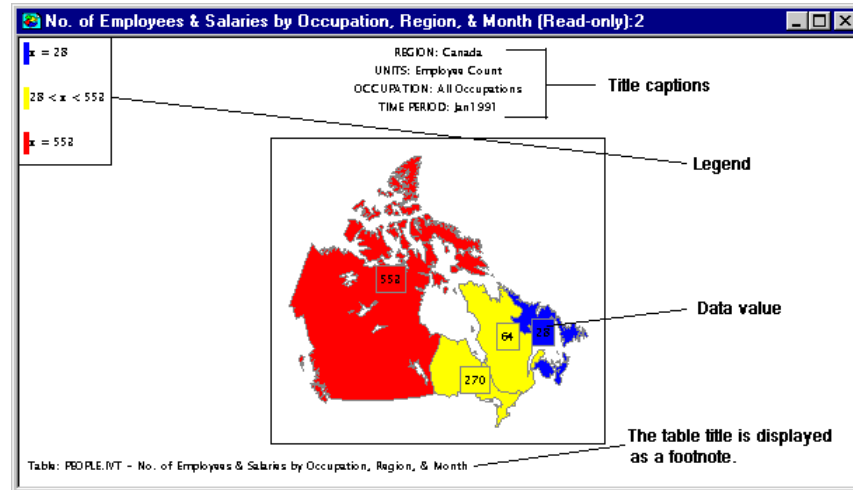 No. of Employees & Salaries by Occupation, Region, & Month (Read-only):2
x = 28
28 < x < 552
x = 552
REGION: Canada
UNITS: Employee Count
OCCUPATION: All Occupations
TIME PERIOD: Jan1991
Title captions
Legend
552
Data value
64
28
270
The table title is displayed
as a footnote.
Table: PEOPLE.IVT - No. of Employees & Salaries by Occupation, Region, & Month